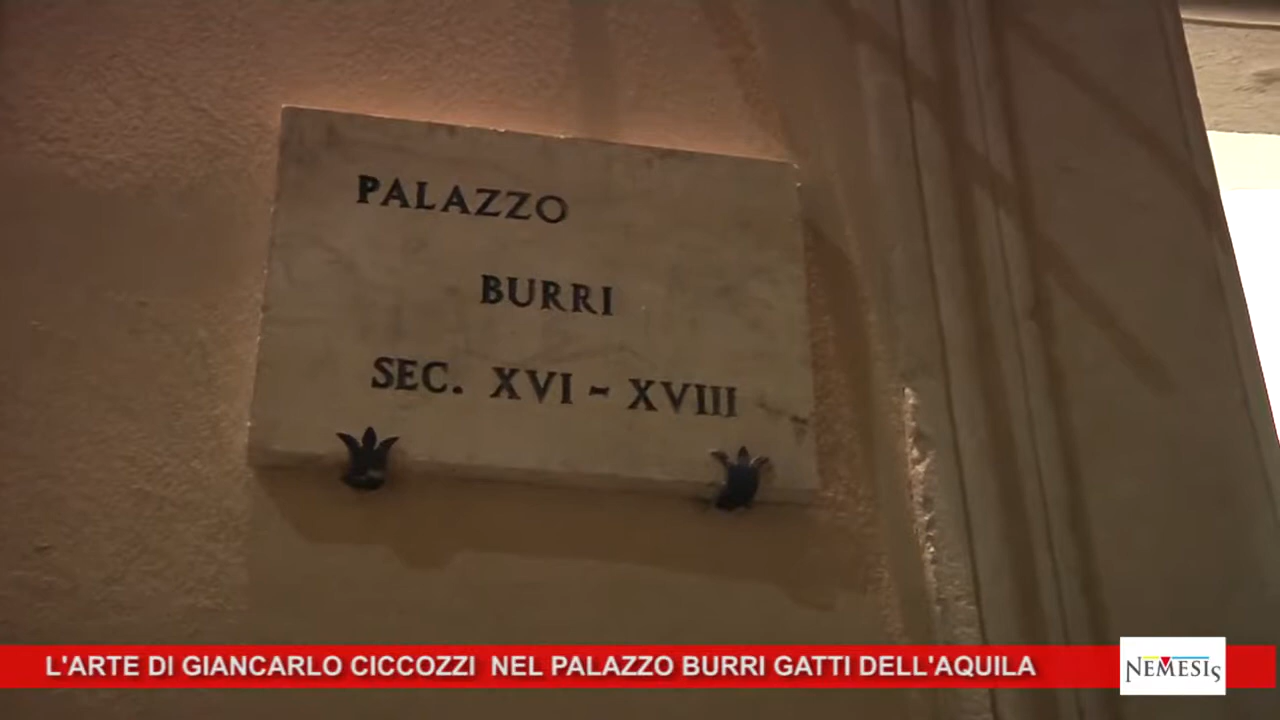 PALAZZO
BURRI
SEC. XVI - XVIII
L'ARTE DI GIANCARLO CICCOZZI NEL PALAZZO BURRI GATTI DELL'AQUILA
NEMESIS